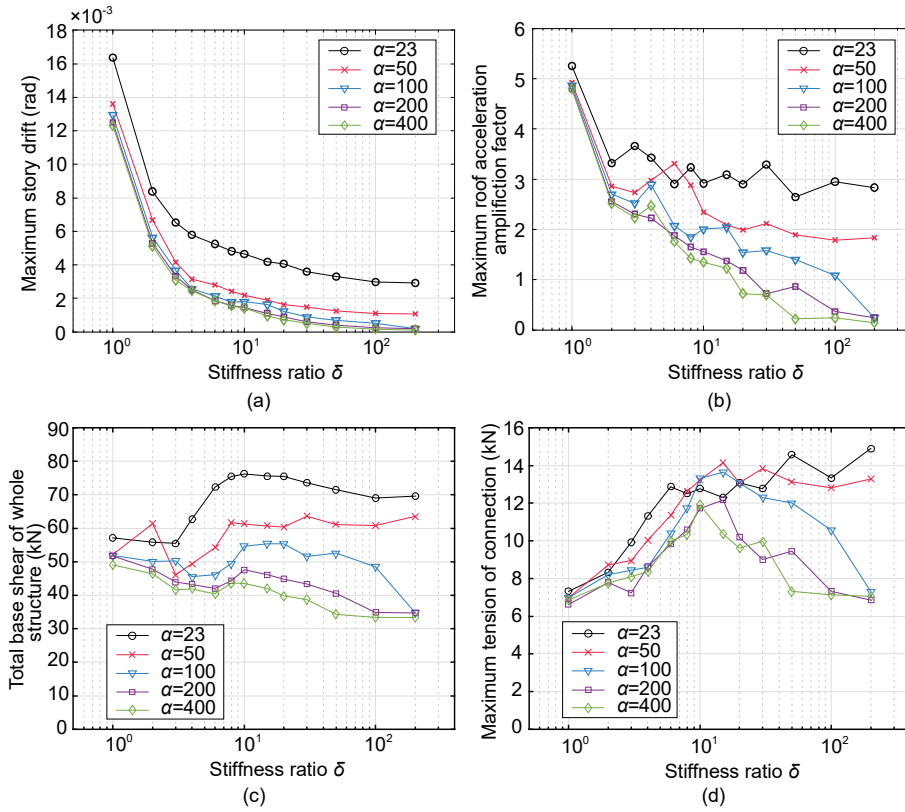 ×10⁻³
18
16
14
12
10
8
6
4
2
0
Maximum story drift (rad)
α=23
α=50
α=100
α=200
α=400
10⁰
10¹
10²
Stiffness ratio δ
(a)
6
5
4
3
2
1
0
Maximum roof acceleration
amplifiction factor
α=23
α=50
α=100
α=200
α=400
10⁰
10¹
10²
Stiffness ratio δ
(b)
90
80
70
60
50
40
30
20
10
0
Total base shear of whole
structure (kN)
α=23
α=50
α=100
α=200
α=400
10⁰
10¹
10²
Stiffness ratio δ
(c)
16
14
12
10
8
6
4
2
0
Maximum tension of connection (kN)
α=23
α=50
α=100
α=200
α=400
10⁰
10¹
10²
Stiffness ratio δ
(d)